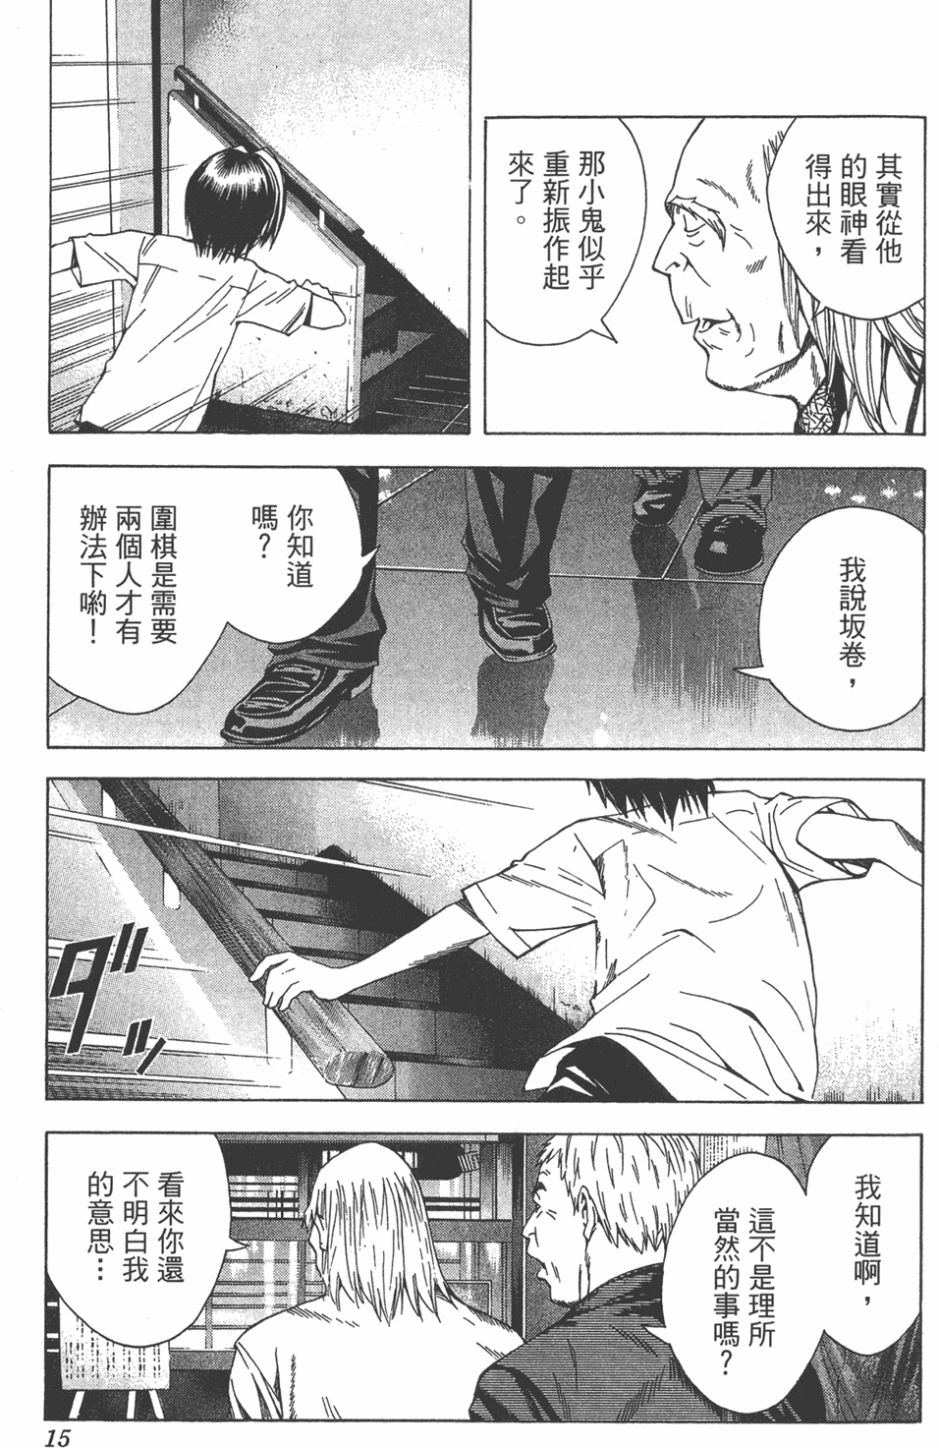 其實從他
的眼神看
得出來，
那小鬼似乎
重新振作起
來了。
我說坂卷，
你知道
嗎？
圍棋是需要
兩個人才有
辦法下喲！
ダッ
ダッ
我知道啊，
這不是理所
當然的事嗎？
看來你還
不明白我
的意思…
15